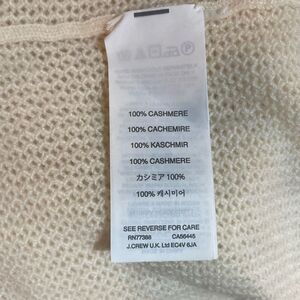 100% CASHMERE
100% CACHEMIRE
100% KASCHMIR
100% CASHMERE
カシミア 100%
100% 캐시미어
SEE REVERSE FOR CARE
RN77388 CA56445
J.CREW U.K. Ltd EC4V 6JA